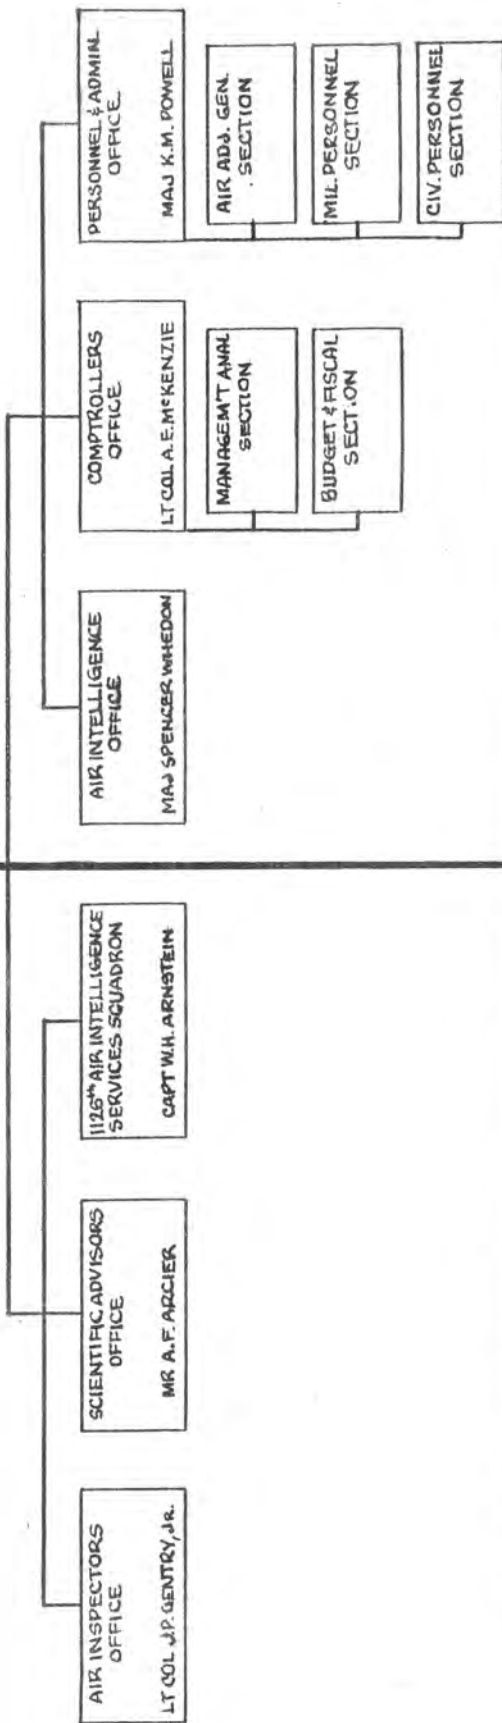 AIR INSPECTORS
OFFICE
LT COL J.P. GENTRY, JR.
SCIENTIFIC ADVISORS
OFFICE
MR A.F. ARCIER
1126th AIR INTELLIGENCE
SERVICES SQUADRON
CAPT W.H. ARNSTEIN
AIR INTELLIGENCE
OFFICE
MAJ SPENCER WHEDON
COMPTROLLERS
OFFICE
LT COL A.E. McKENZIE
MANAGEM'T ANAL
SECTION
BUDGET & FISCAL
SECTION
PERSONNEL & ADMIN.
OFFICE
MAJ K.M. POWELL
AIR ADJ. GEN.
SECTION
MIL. PERSONNEL
SECTION
CIV. PERSONNEL
SECTION